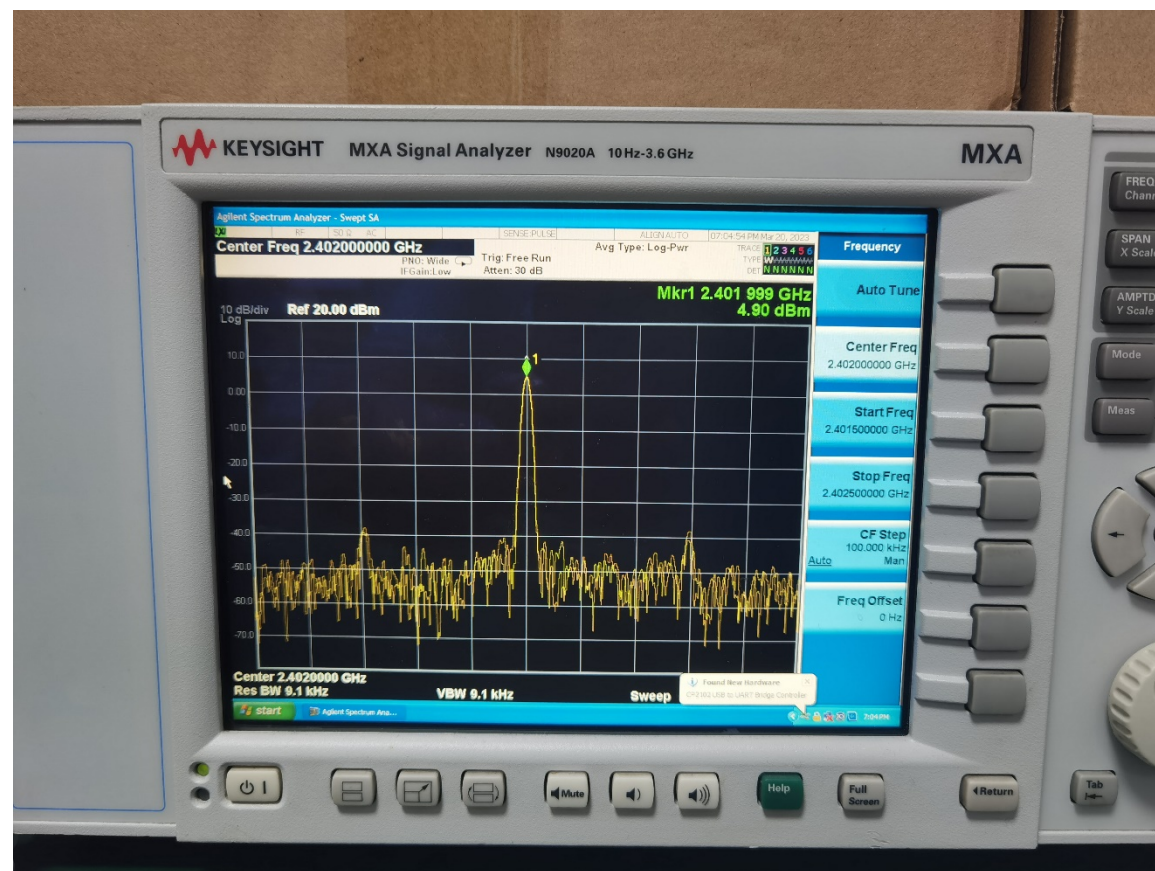 KEYSIGHT MXA Signal Analyzer N9020A 10 Hz-3.6 GHz MXA
Agilent Spectrum Analyzer - Swept SA
LXI RF 50 Ω AC SENSE:PULSE ALIGNAUTO 07:04:54 PM Mar 20, 2023
Center Freq 2.402000000 GHz
PNO: Wide
IFGain:Low
Trig: Free Run
Atten: 30 dB
Avg Type: Log-Pwr
TRACE 1 2 3 4 5 6
TYPE
DET N N N N N
Mkr1 2.401 999 GHz
4.90 dBm
10 dB/div Ref 20.00 dBm
Log
10.0
0.00
-10.0
-20.0
-30.0
-40.0
-50.0
-60.0
-70.0
1
Center 2.4020000 GHz
Res BW 9.1 kHz VBW 9.1 kHz Sweep
Found New Hardware
CP2102 USB to UART Bridge Controller
start Agilent Spectrum Ana... 7:04 PM
Frequency
Auto Tune
Center Freq
2.402000000 GHz
Start Freq
2.401500000 GHz
Stop Freq
2.402500000 GHz
CF Step
100.000 kHz
Auto Man
Freq Offset
0 Hz
FREQ
SPAN
X Scale
AMPTD
Y Scale
Mode
Meas
Mute
Help
Full
Screen
Return
Tab